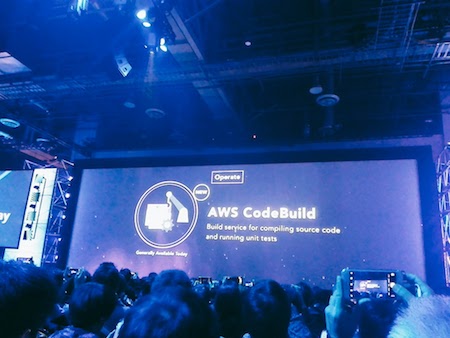 Operate
NEW
AWS CodeBuild
Build service for compiling source code
and running unit tests
Generally Available Today